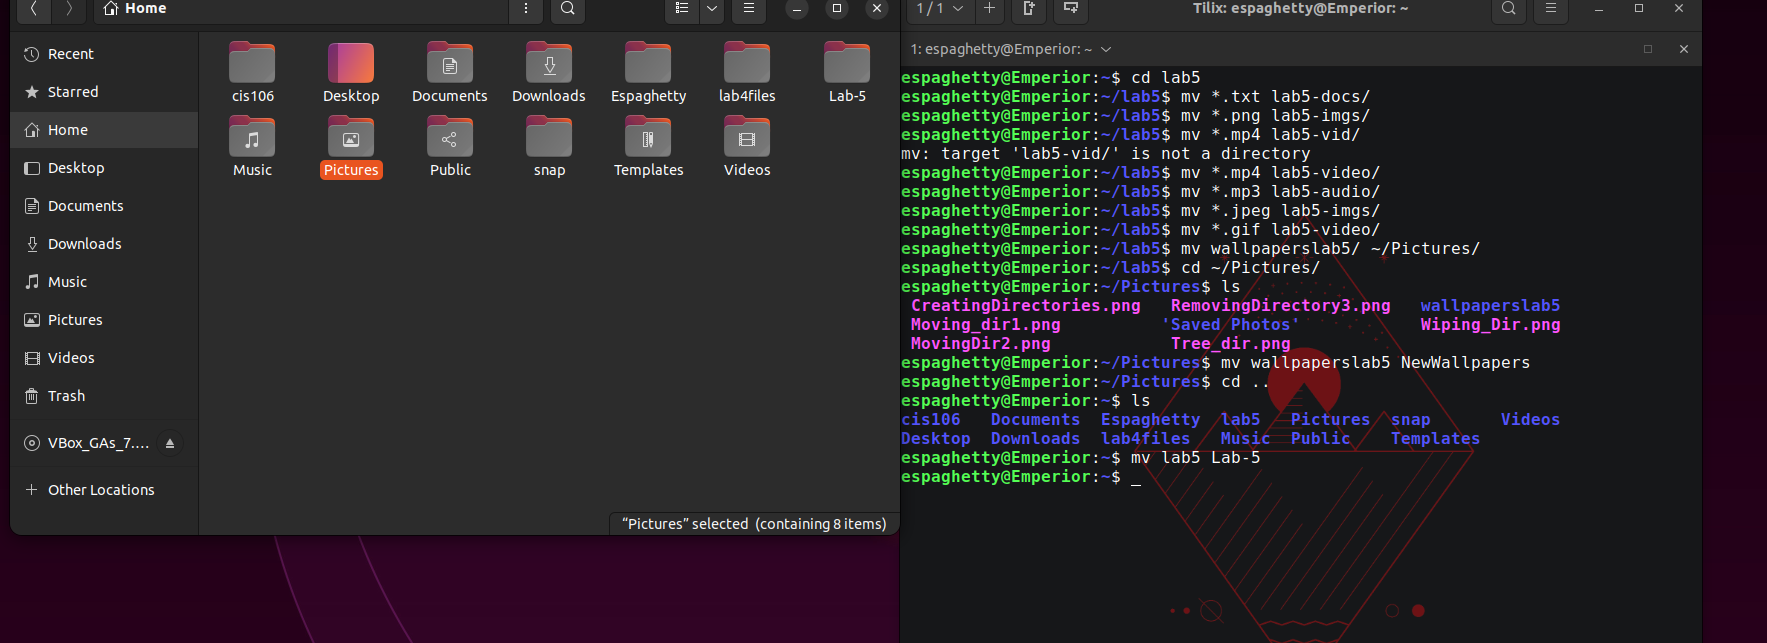 Home
Recent
Starred
Home
Desktop
Documents
Downloads
Music
Pictures
Videos
Trash
VBox_GAs_7....
Other Locations
cis106 Desktop Documents Downloads Espaghetty lab4files Lab-5
Music Pictures Public snap Templates Videos
“Pictures” selected (containing 8 items)
1 / 1
Tilix: espaghetty@Emperior: ~
1: espaghetty@Emperior: ~
espaghetty@Emperior:~$ cd lab5
espaghetty@Emperior:~/lab5$ mv *.txt lab5-docs/
espaghetty@Emperior:~/lab5$ mv *.png lab5-imgs/
espaghetty@Emperior:~/lab5$ mv *.mp4 lab5-vid/
mv: target 'lab5-vid/' is not a directory
espaghetty@Emperior:~/lab5$ mv *.mp4 lab5-video/
espaghetty@Emperior:~/lab5$ mv *.mp3 lab5-audio/
espaghetty@Emperior:~/lab5$ mv *.jpeg lab5-imgs/
espaghetty@Emperior:~/lab5$ mv *.gif lab5-video/
espaghetty@Emperior:~/lab5$ mv wallpaperslab5/ ~/Pictures/
espaghetty@Emperior:~/lab5$ cd ~/Pictures/
espaghetty@Emperior:~/Pictures$ ls
CreatingDirectories.png RemovingDirectory3.png wallpaperslab5
Moving_dir1.png 'Saved Photos' Wiping_Dir.png
MovingDir2.png Tree_dir.png
espaghetty@Emperior:~/Pictures$ mv wallpaperslab5 NewWallpapers
espaghetty@Emperior:~/Pictures$ cd ..
espaghetty@Emperior:~$ ls
cis106 Documents Espaghetty lab5 Pictures snap Videos
Desktop Downloads lab4files Music Public Templates
espaghetty@Emperior:~$ mv lab5 Lab-5
espaghetty@Emperior:~$ _